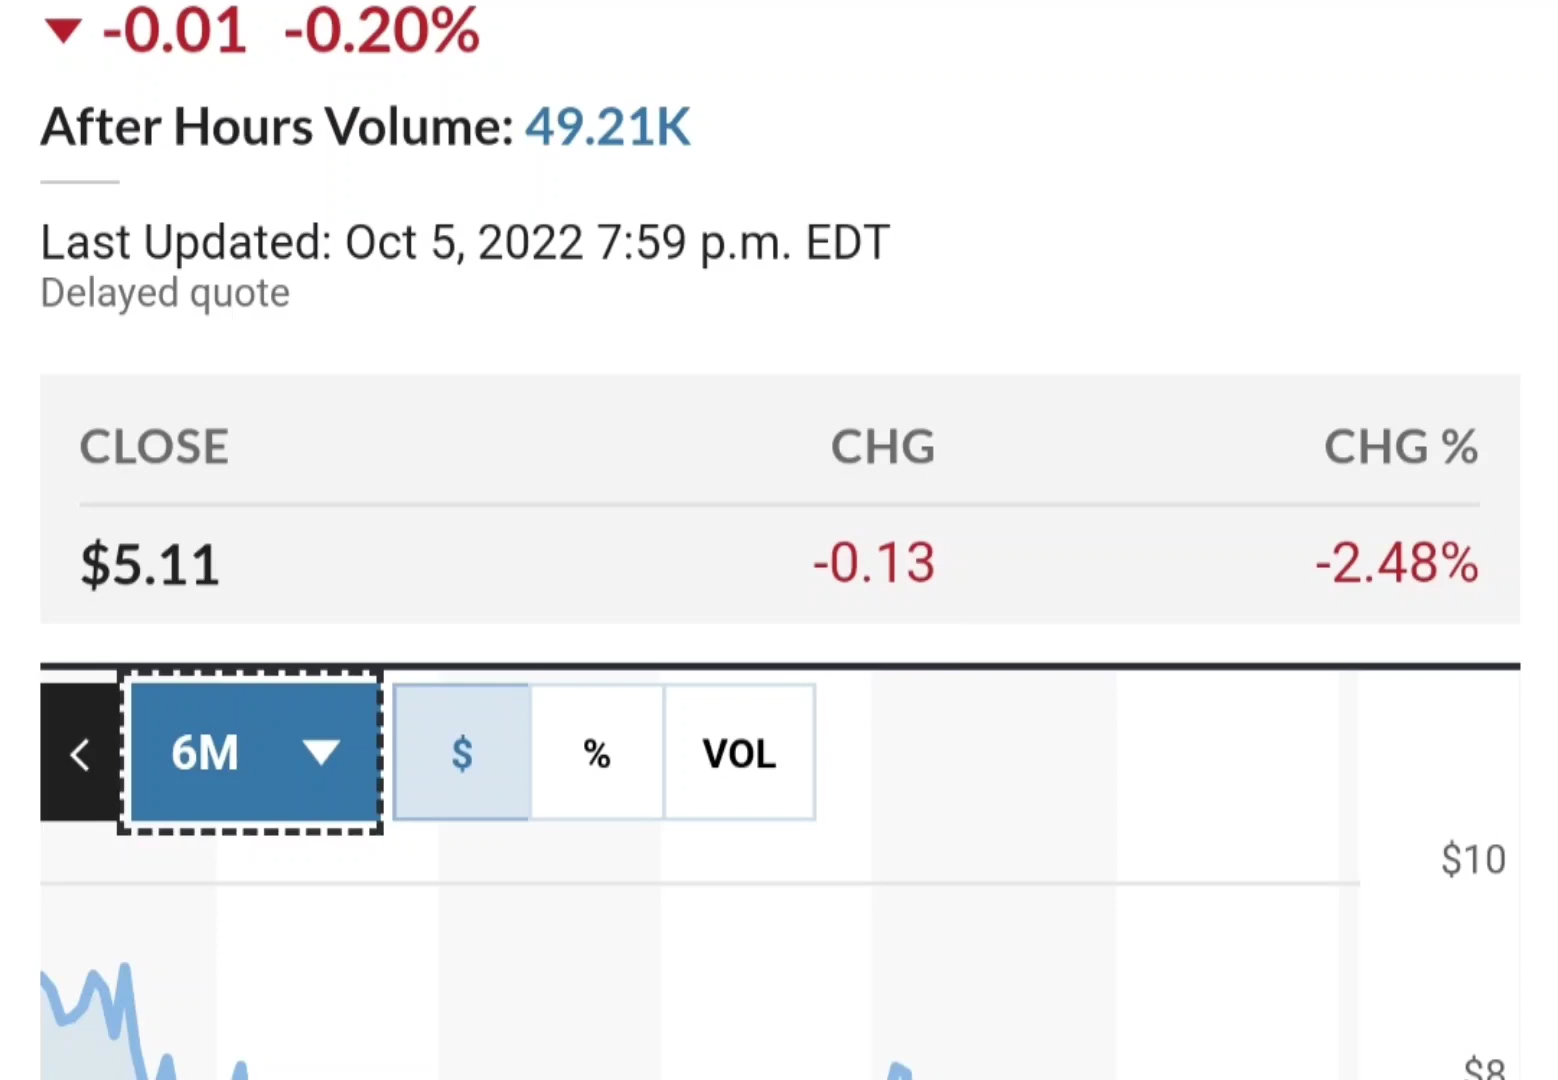 -0.01 -0.20%
After Hours Volume: 49.21K
Last Updated: Oct 5, 2022 7:59 p.m. EDT
Delayed quote
CLOSE CHG CHG %
$5.11 -0.13 -2.48%
6M $ % VOL
$10
$8